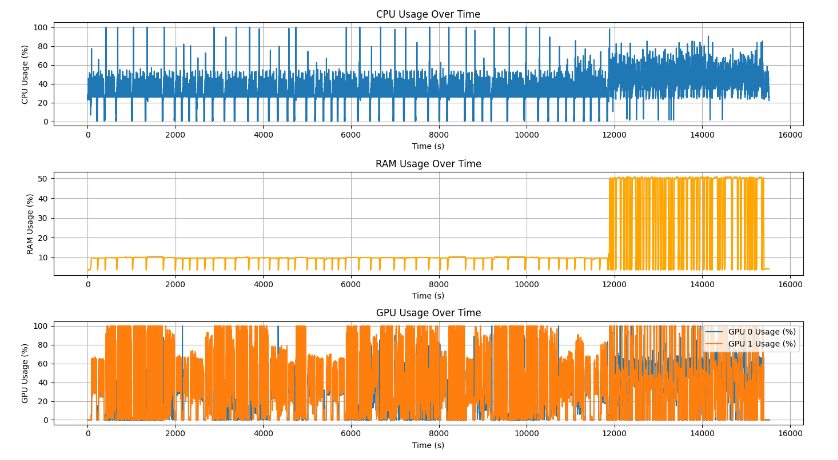 CPU Usage Over Time
CPU Usage (%)
100
80
60
40
20
0
0 2000 4000 6000 8000 10000 12000 14000 16000
Time (s)
RAM Usage Over Time
RAM Usage (%)
50
40
30
20
10
0 2000 4000 6000 8000 10000 12000 14000 16000
Time (s)
GPU Usage Over Time
GPU Usage (%)
100
80
60
40
20
0
GPU 0 Usage (%)
GPU 1 Usage (%)
0 2000 4000 6000 8000 10000 12000 14000 16000
Time (s)